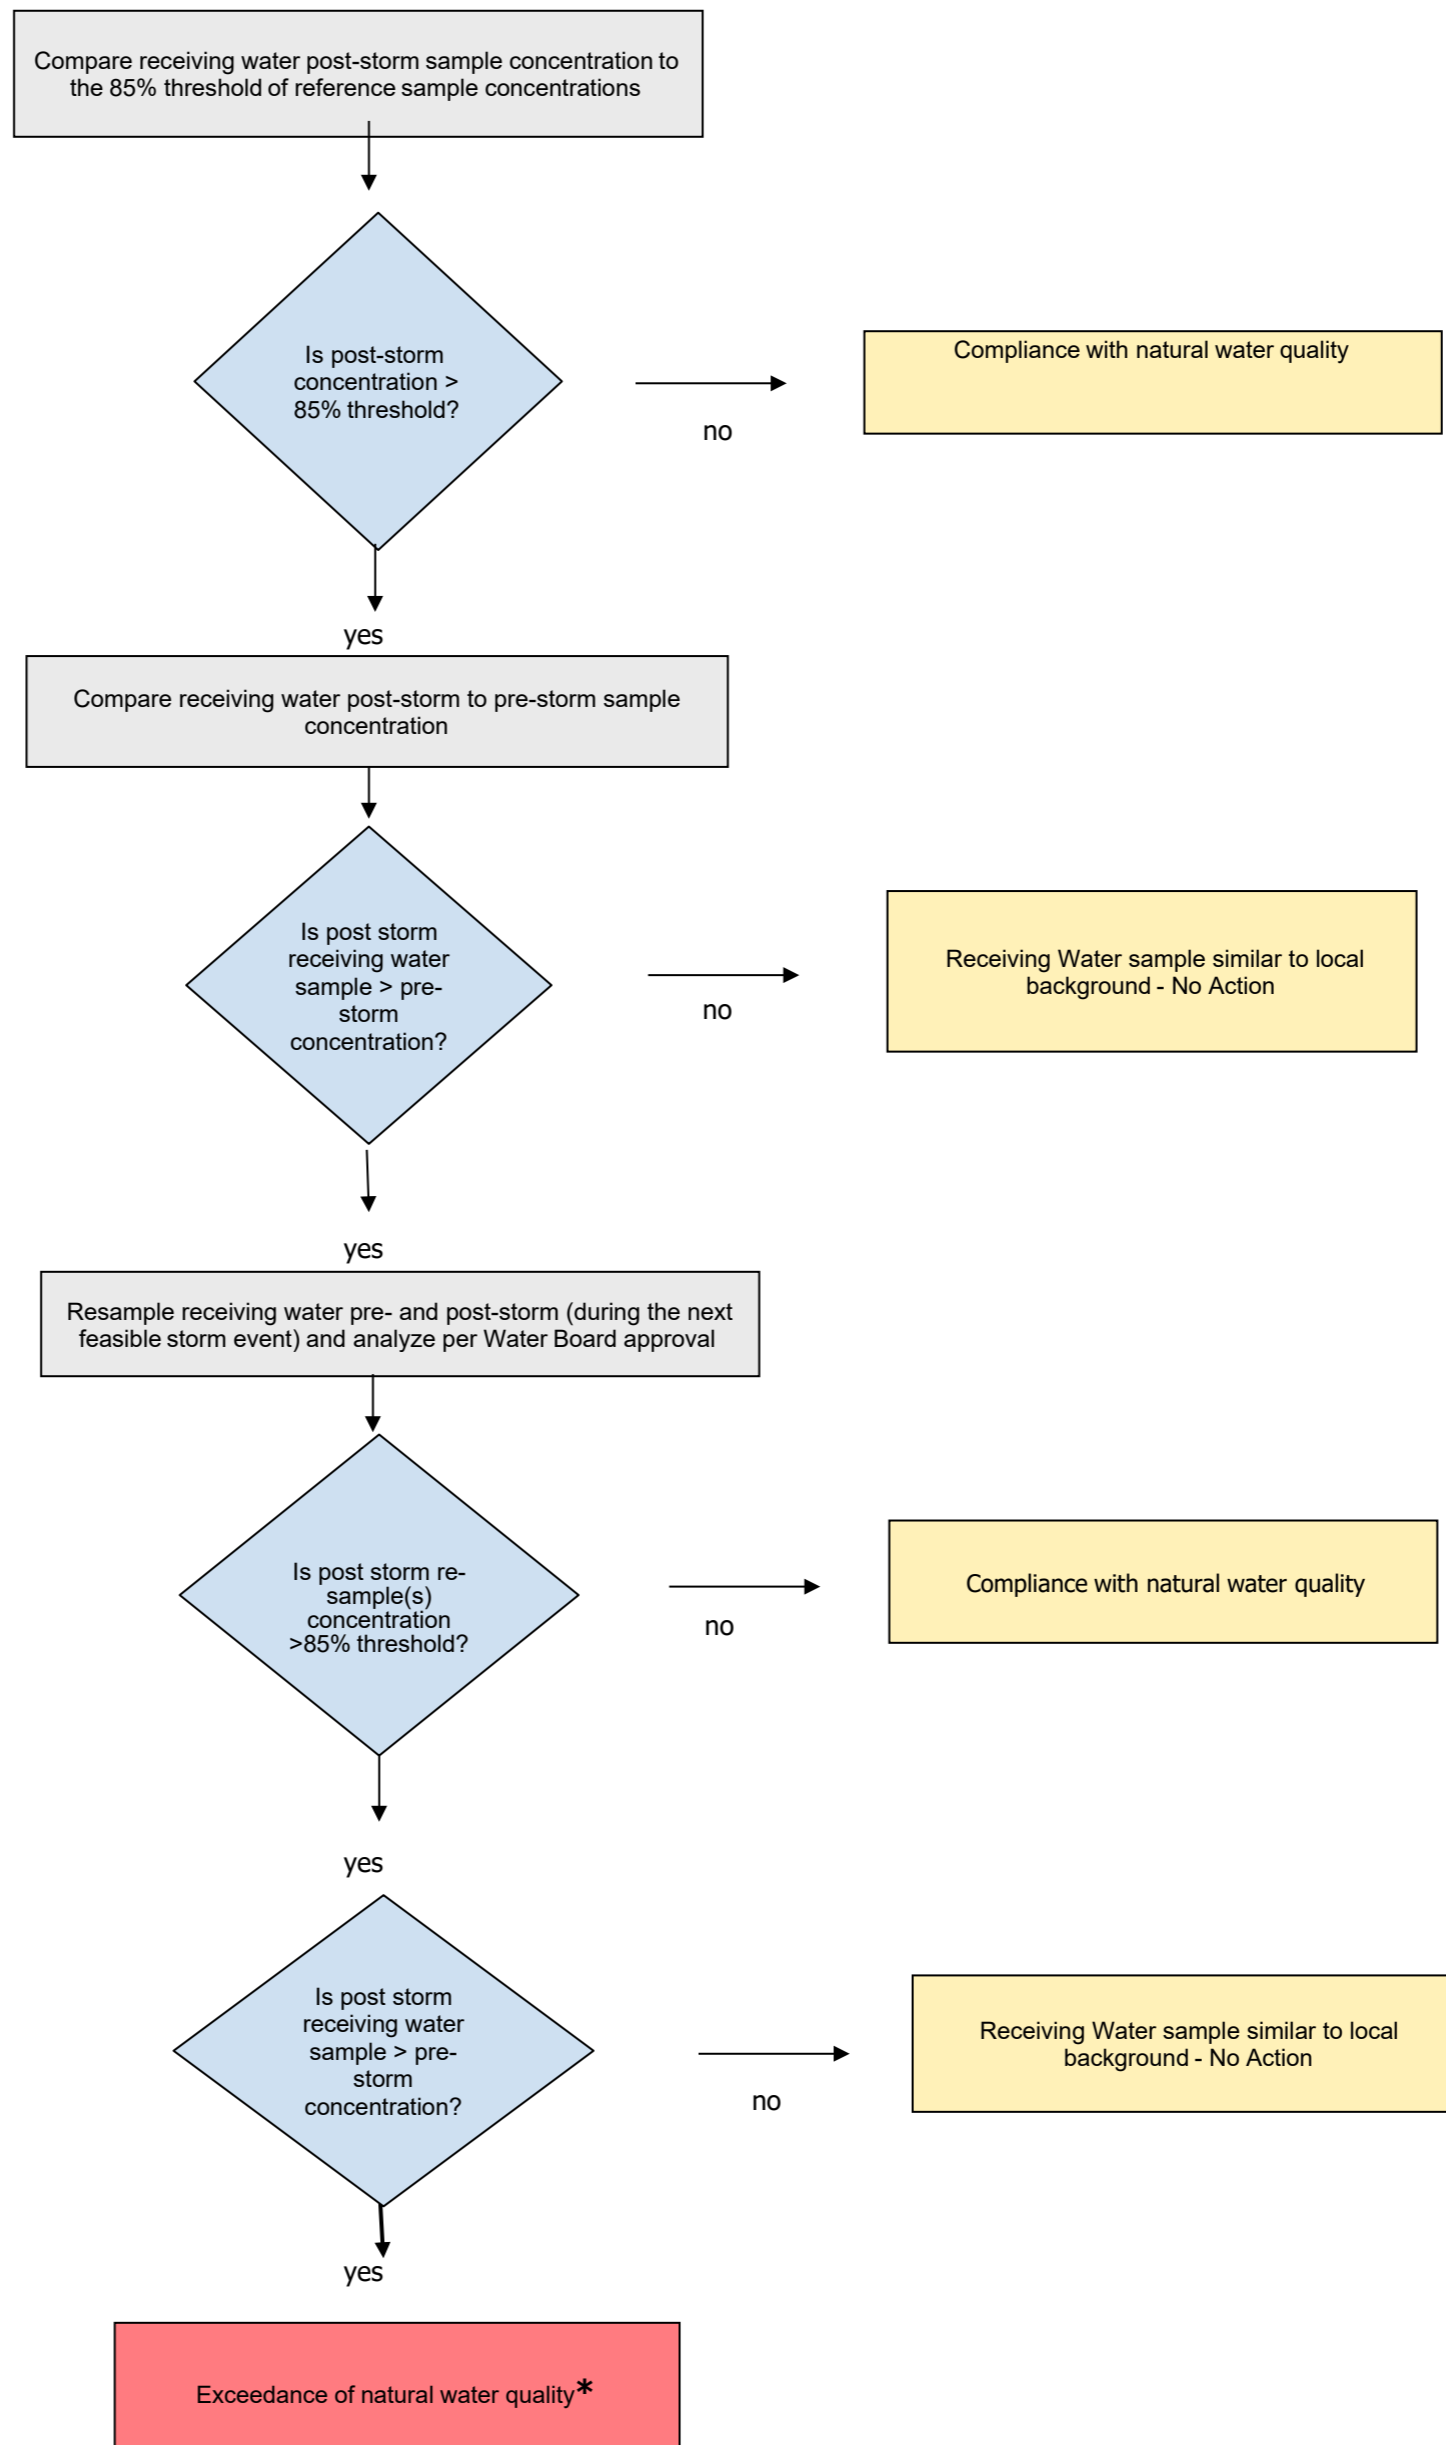 Compare receiving water post-storm sample concentration to
the 85% threshold of reference sample concentrations
Is post-storm
concentration >
85% threshold?
no
Compliance with natural water quality
yes
Compare receiving water post-storm to pre-storm sample
concentration
Is post storm
receiving water
sample > pre-
storm
concentration?
no
Receiving Water sample similar to local
background - No Action
yes
Resample receiving water pre- and post-storm (during the next
feasible storm event) and analyze per Water Board approval
Is post storm re-
sample(s)
concentration
>85% threshold?
no
Compliance with natural water quality
yes
Is post storm
receiving water
sample > pre-
storm
concentration?
no
Receiving Water sample similar to local
background - No Action
yes
Exceedance of natural water quality*